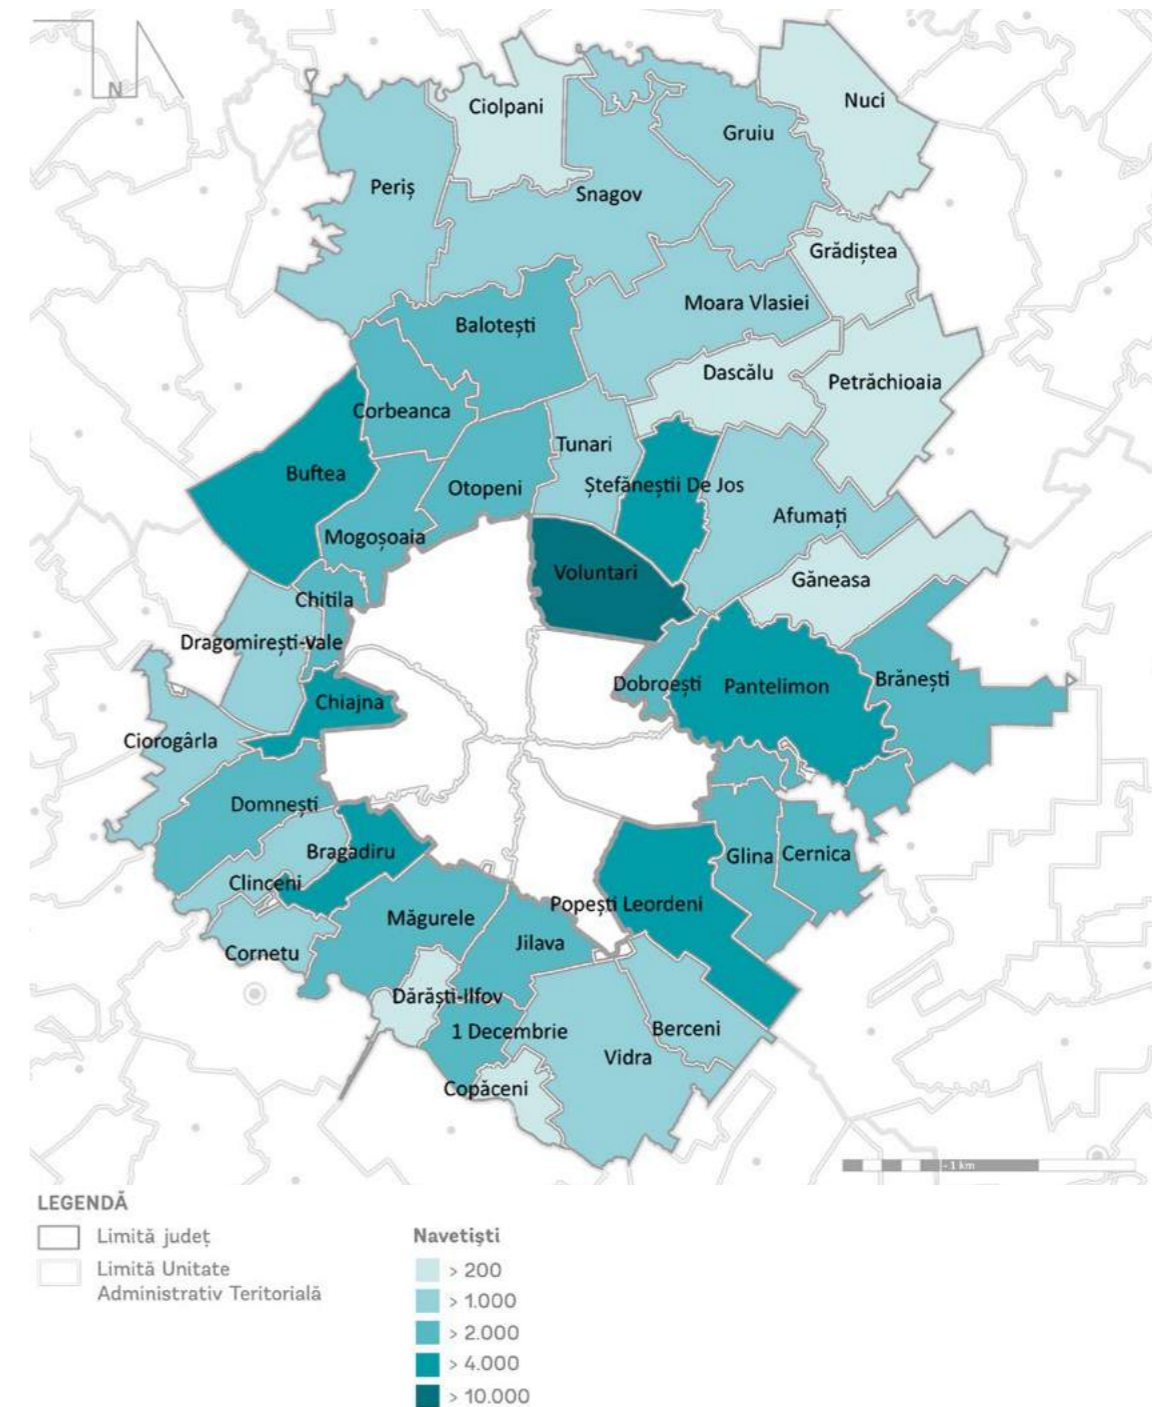 N
Ciolpani
Nuci
Gruiu
Periș
Snagov
Grădiștea
Moara Vlasiei
Balotești
Dascălu
Petrăchioaia
Corbeanca
Tunari
Buftea
Ștefăneștii De Jos
Otopeni
Afumați
Mogoșoaia
Voluntari
Găneasa
Chitila
Dragomirești-vale
Dobroești
Pantelimon
Brănești
Chiajna
Ciorogârla
Domnești
Bragadiru
Glina
Cernica
Clinceni
Popești Leordeni
Măgurele
Jilava
Cornetu
Dărăști-Ilfov
1 Decembrie
Berceni
Vidra
Copăceni
1 km
LEGENDĂ
Limită județ
Limită Unitate
Administrativ Teritorială
Navetiști
> 200
> 1.000
> 2.000
> 4.000
> 10.000